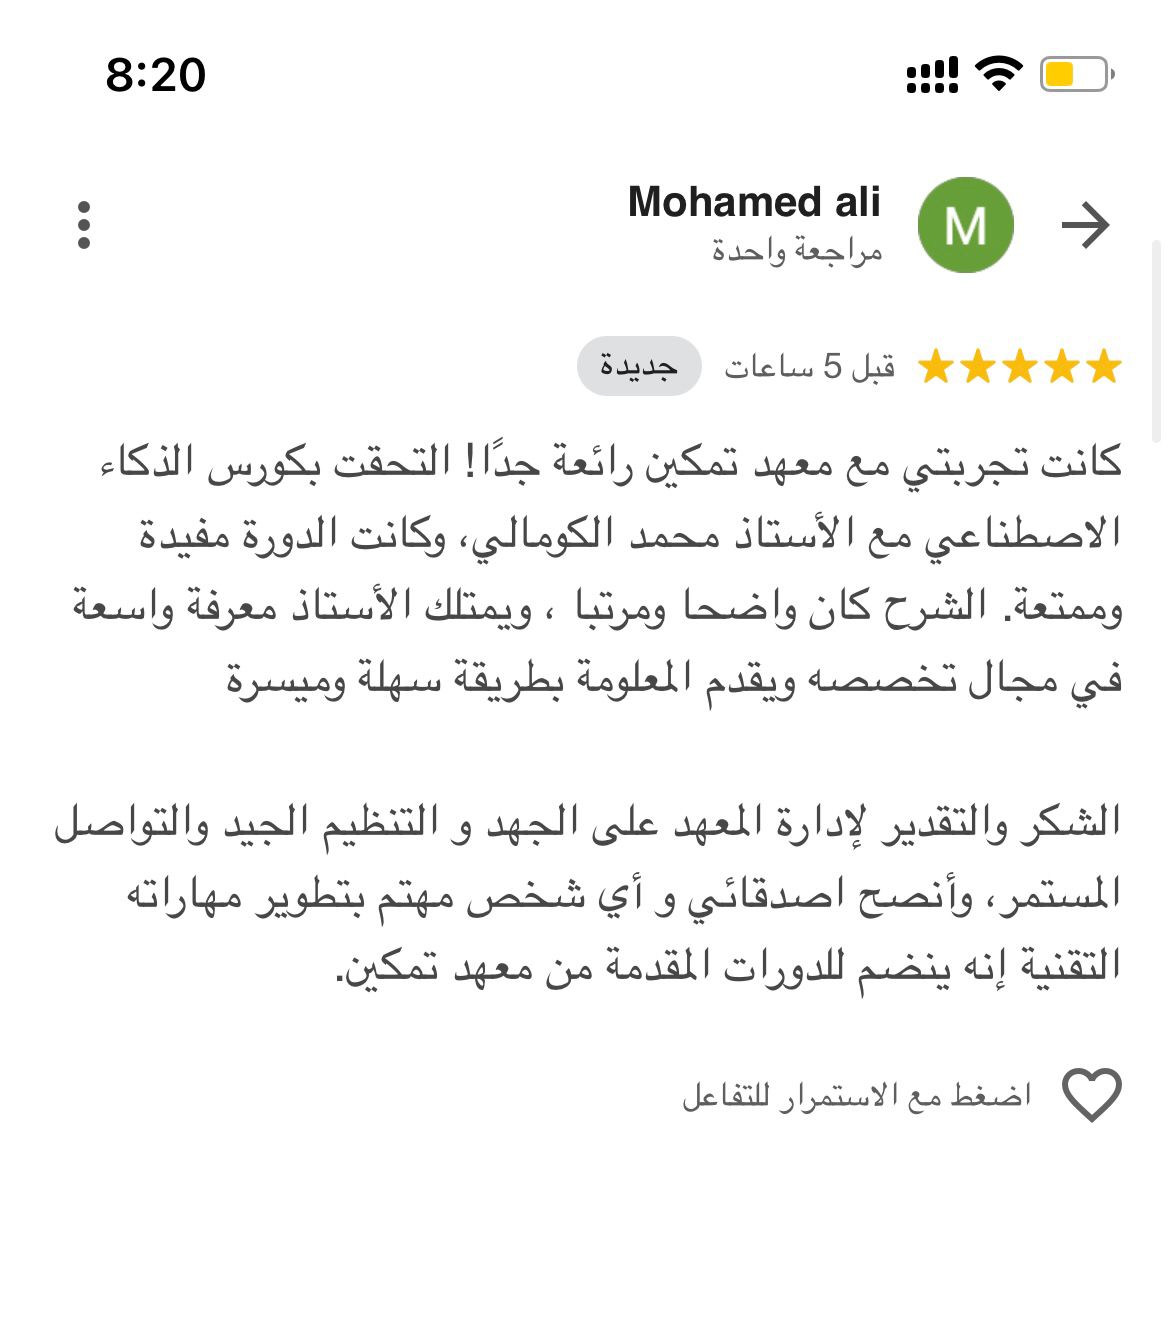 8:20
Mohamed ali
M
مراجعة واحدة
قبل 5 ساعات
جديدة
كانت تجربتي مع معهد تمكين رائعة جدًا! التحقت بكورس الذكاء
الاصطناعي مع الأستاذ محمد الكومالي، وكانت الدورة مفيدة
وممتعة. الشرح كان واضحا ومرتبا ، ويمتلك الأستاذ معرفة واسعة
في مجال تخصصه ويقدم المعلومة بطريقة سهلة وميسرة
الشكر والتقدير لإدارة المعهد على الجهد و التنظيم الجيد والتواصل
المستمر، وأنصح اصدقائي و أي شخص مهتم بتطوير مهاراته
التقنية إنه ينضم للدورات المقدمة من معهد تمكين.
اضغط مع الاستمرار للتفاعل